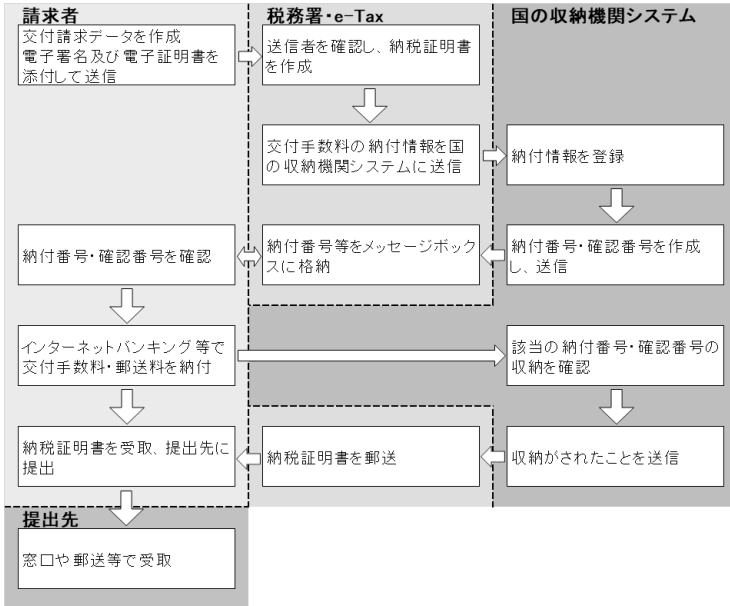 請求者
税務署・e-Tax
国の収納機関システム
交付請求データを作成
電子署名及び電子証明書を
添付して送信
送信者を確認し、納税証明書
を作成
交付手数料の納付情報を国
の収納機関システムに送信
納付情報を登録
納付番号・確認番号を確認
納付番号等をメッセージボック
スに格納
納付番号・確認番号を作成
し、送信
インターネットバンキング等で
交付手数料・郵送料を納付
該当の納付番号・確認番号の
収納を確認
納税証明書を受取、提出先に
提出
納税証明書を郵送
収納がされたことを送信
提出先
窓口や郵送等で受取